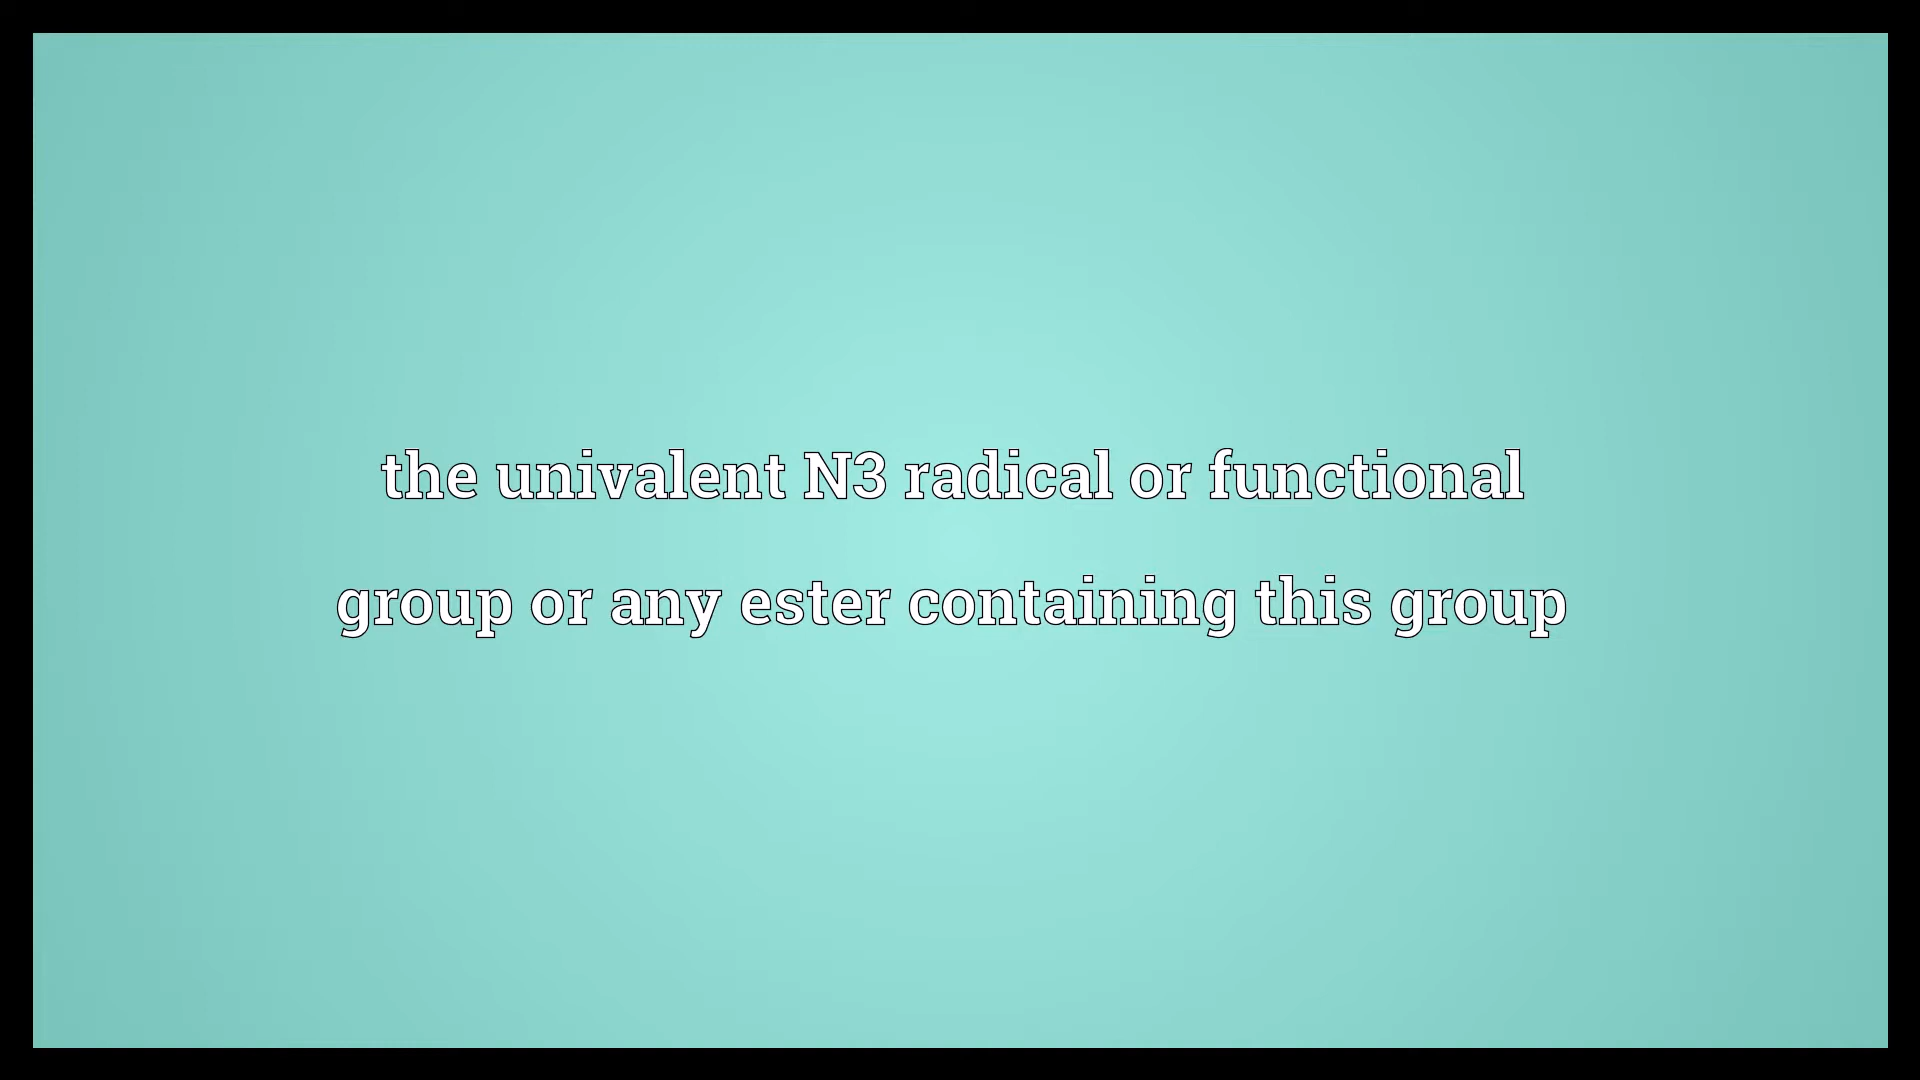 the univalent N3 radical or functional
group or any ester containing this group